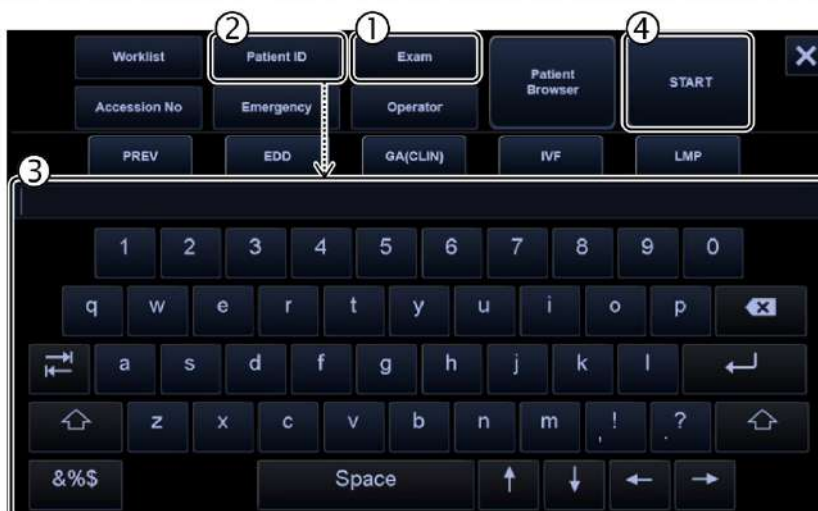 ② ① ④
Worklist Patient ID Exam Patient Browser START
Accession No Emergency Operator
PREV EDD GA(CLIN) IVF LMP
③
1 2 3 4 5 6 7 8 9 0
q w e r t y u i o p
a s d f g h j k l
z x c v b n m , ! . ?
&%$ Space